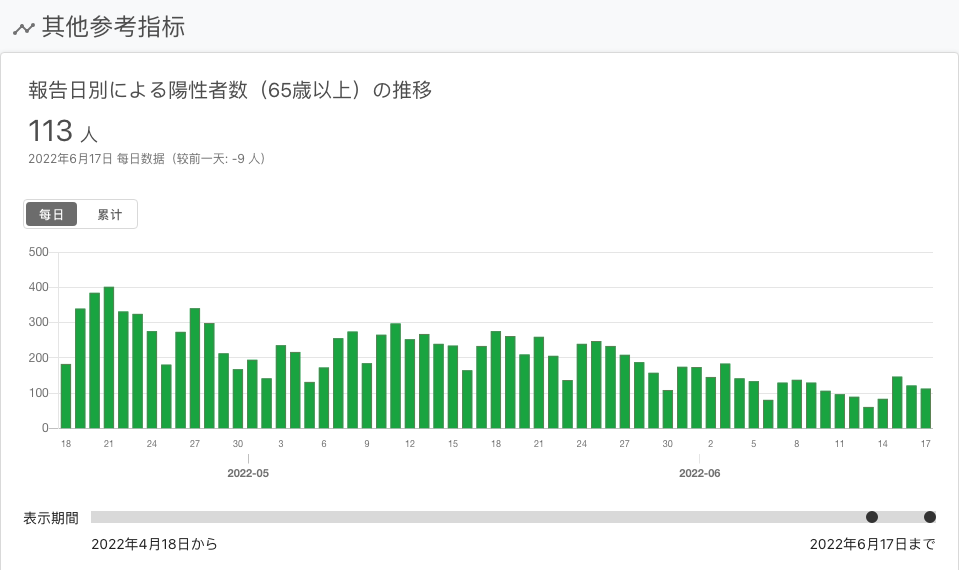 其他参考指标
報告日別による陽性者数（65歳以上）の推移
113 人
2022年6月17日 每日数据（较前一天: -9 人）
每日 累计
500
400
300
200
100
0
18 21 24 27 30 3 6 9 12 15 18 21 24 27 30 2 5 8 11 14 17
2022-05 2022-06
表示期間
2022年4月18日から 2022年6月17日まで